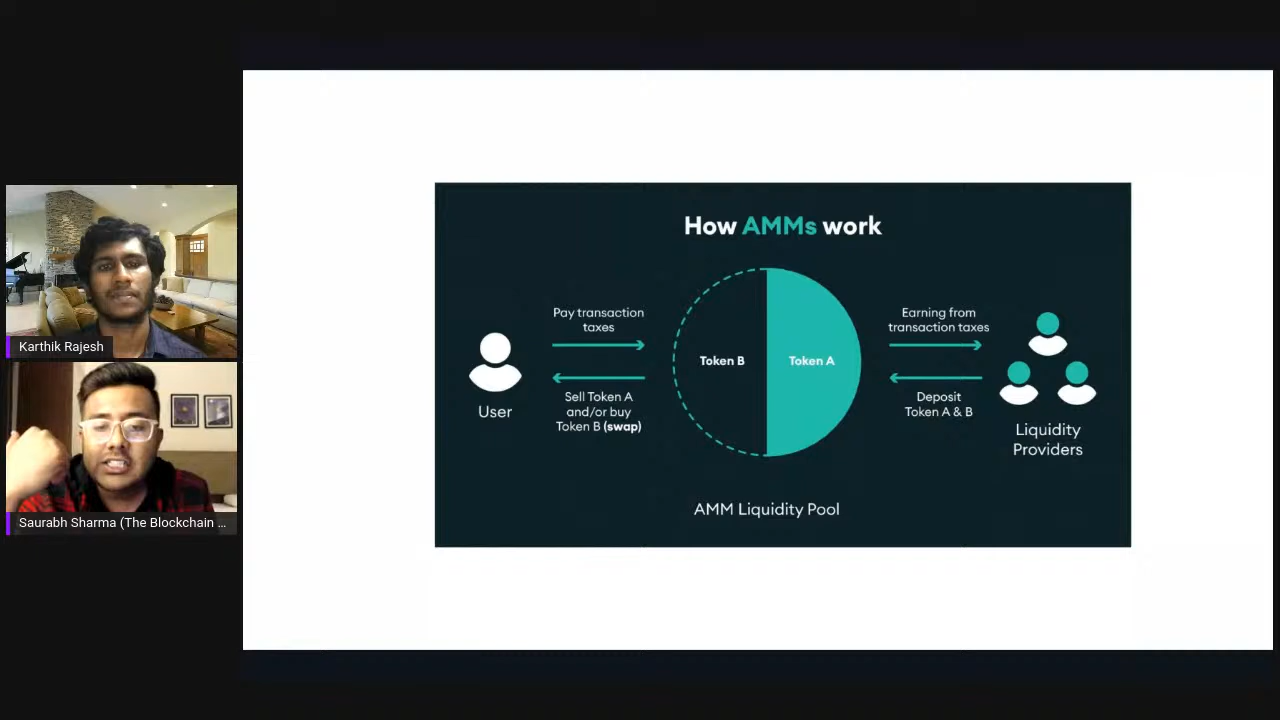 Karthik Rajesh
Saurabh Sharma (The Blockchain ...
How AMMs work
Pay transaction
taxes
Sell Token A
and/or buy
Token B (swap)
User
Token B
Token A
AMM Liquidity Pool
Earning from
transaction taxes
Deposit
Token A & B
Liquidity
Providers